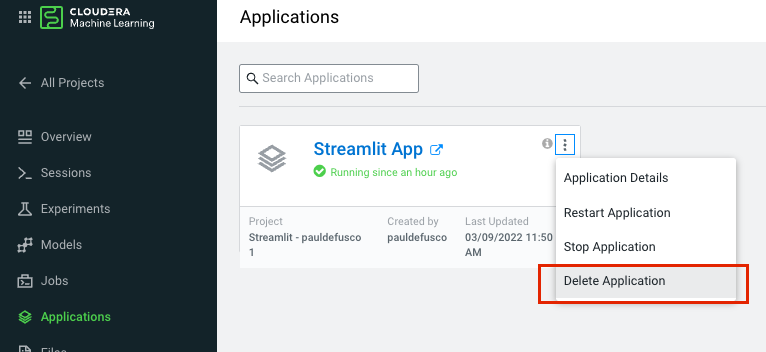 CLOUDERA
Machine Learning
Applications
All Projects
Search Applications
Overview
Sessions
Experiments
Models
Jobs
Applications
Files
Streamlit App
Running since an hour ago
Project
Streamlit - pauldefusco
1
Created by
pauldefusco
Last Updated
03/09/2022 11:50
AM
Application Details
Restart Application
Stop Application
Delete Application